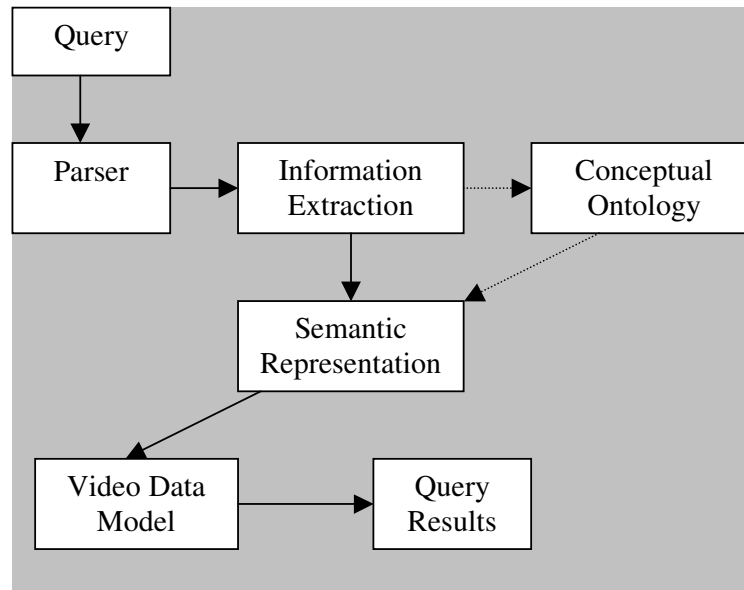 Query
Parser
Information
Extraction
Conceptual
Ontology
Semantic
Representation
Video Data
Model
Query
Results